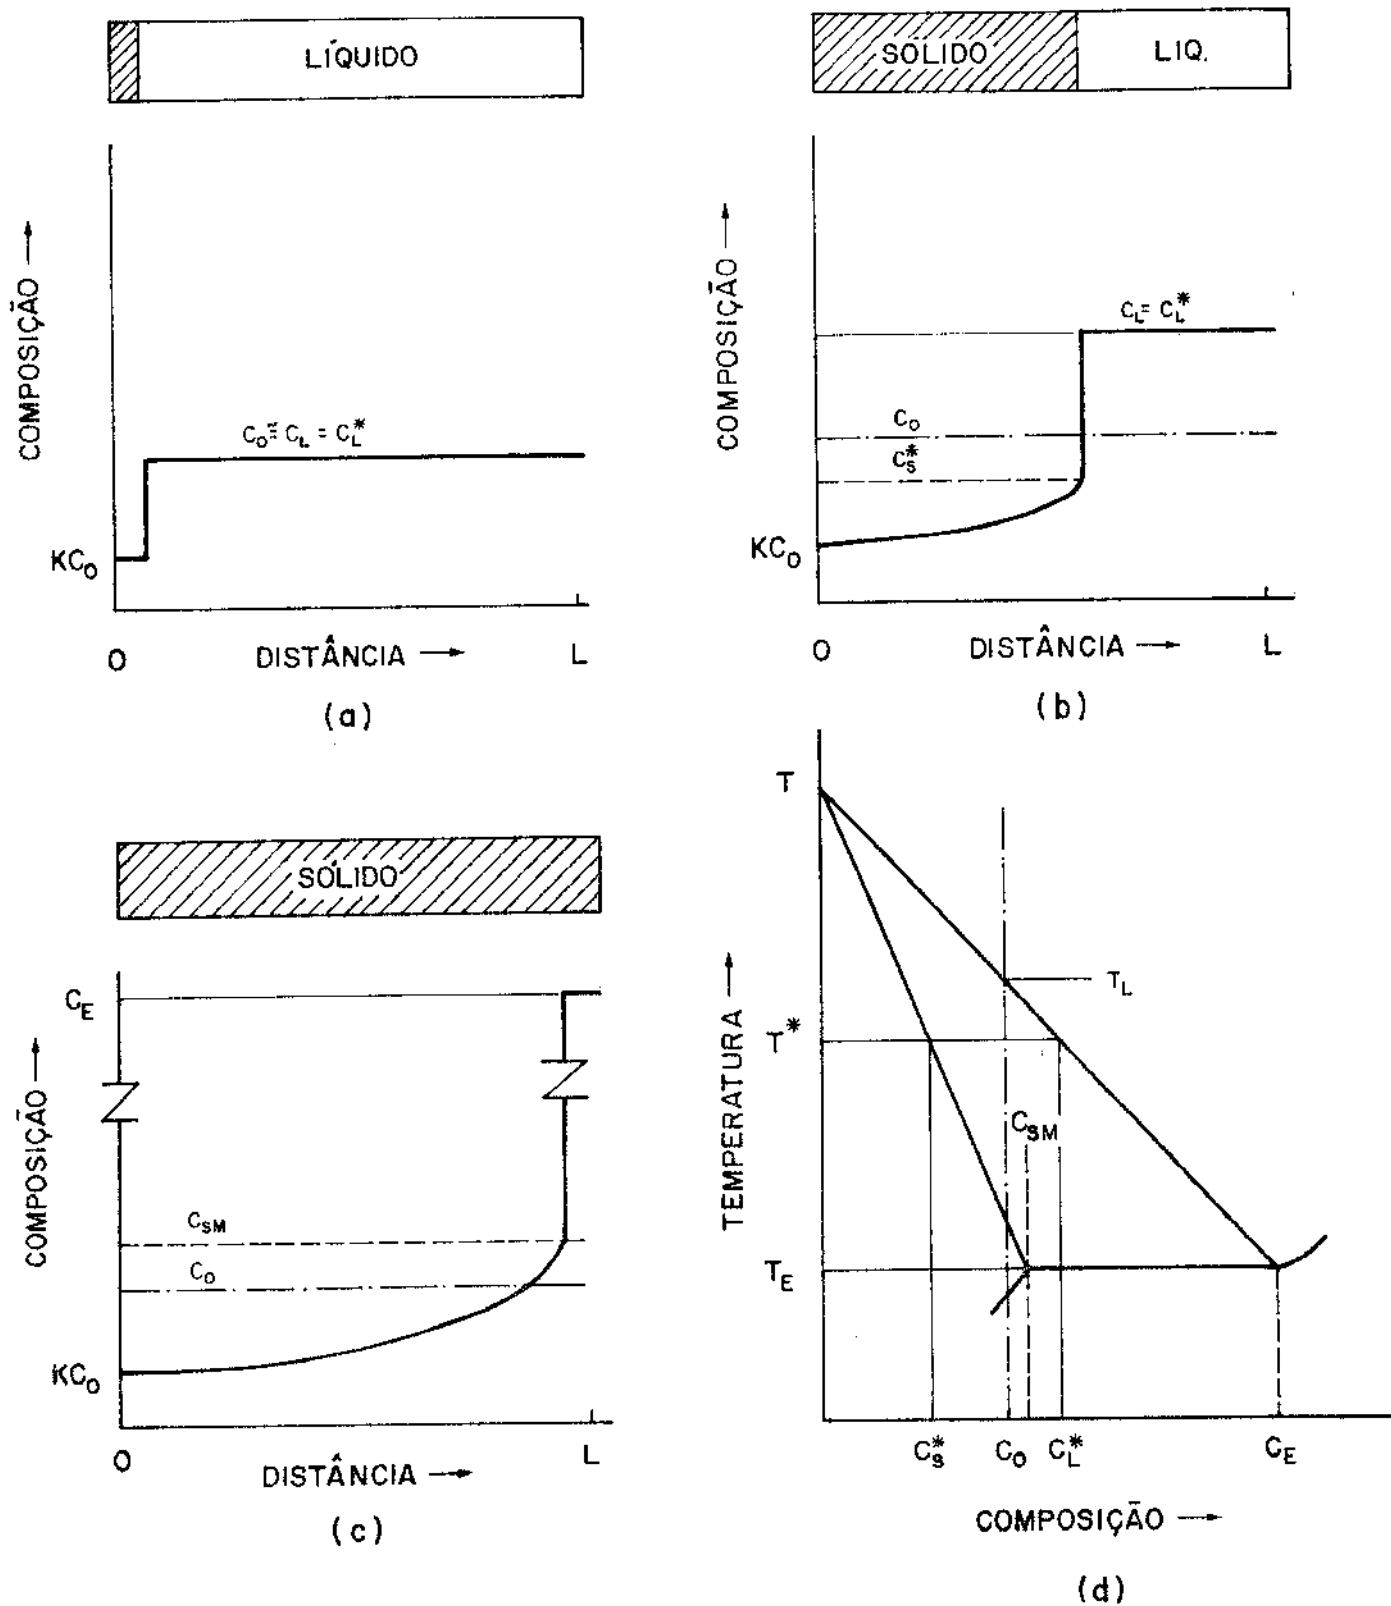 LÍQUIDO
COMPOSIÇÃO →
C₀ ≅ C_L = C_L*
KC₀
O DISTÂNCIA → L
(a)
SÓLIDO LIQ.
COMPOSIÇÃO →
C_L = C_L*
C₀
C_S*
KC₀
O DISTÂNCIA → L
(b)
SÓLIDO
COMPOSIÇÃO →
C_E
C_SM
C₀
KC₀
O DISTÂNCIA → L
(c)
TEMPERATURA →
T
T_L
T*
C_SM
T_E
C_S* C₀ C_L* C_E
COMPOSIÇÃO →
(d)